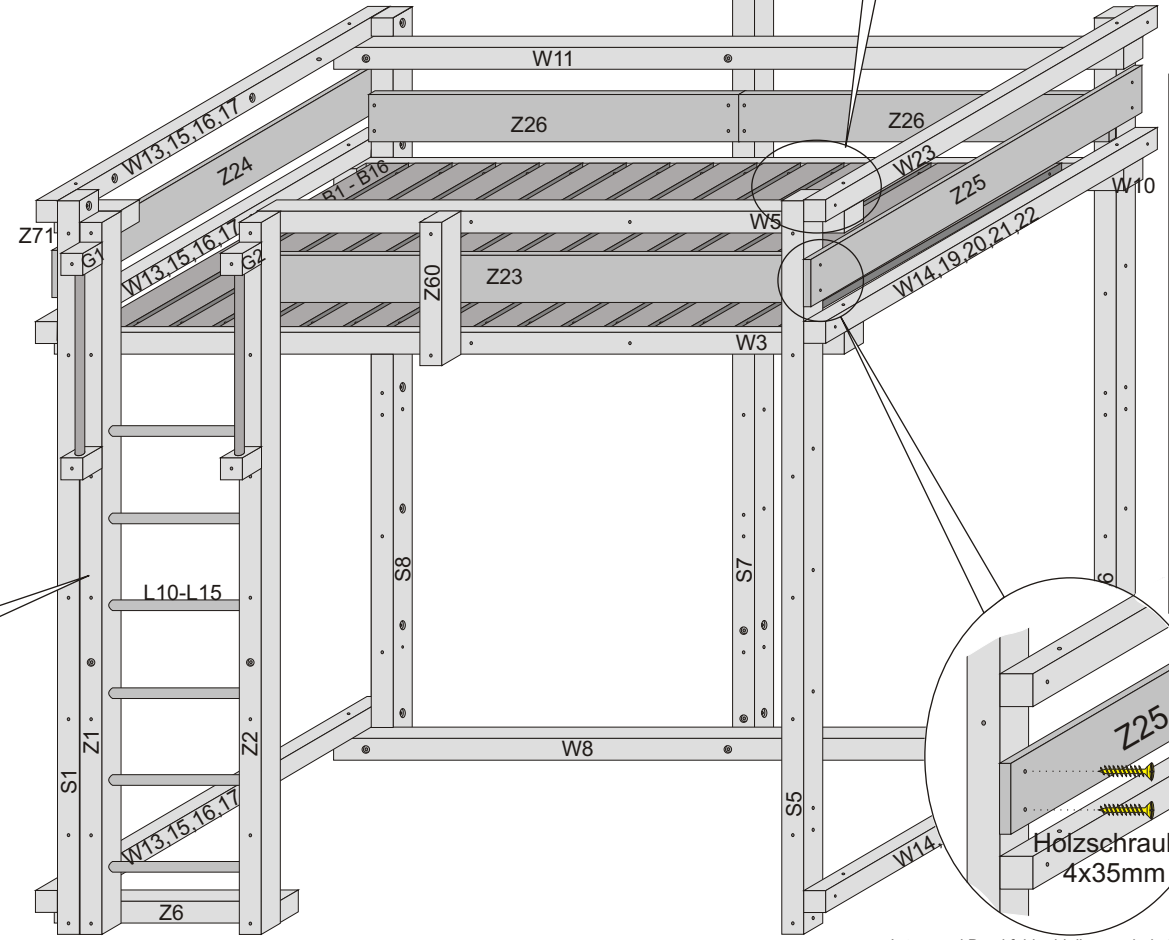 W11
Z26
Z26
W13,15,16,17
Z24
W23
Z25
W10
B1 - B16
W5
Z71
G1
G2
W13,15,16,17
W14,19,20,21,22
Z60
Z23
W3
S8
S7
6
L10-L15
Z1
Z2
S1
W8
S5
Z25
W13,15,16,17
W14,
Holzschraub
4x35mm
Z6